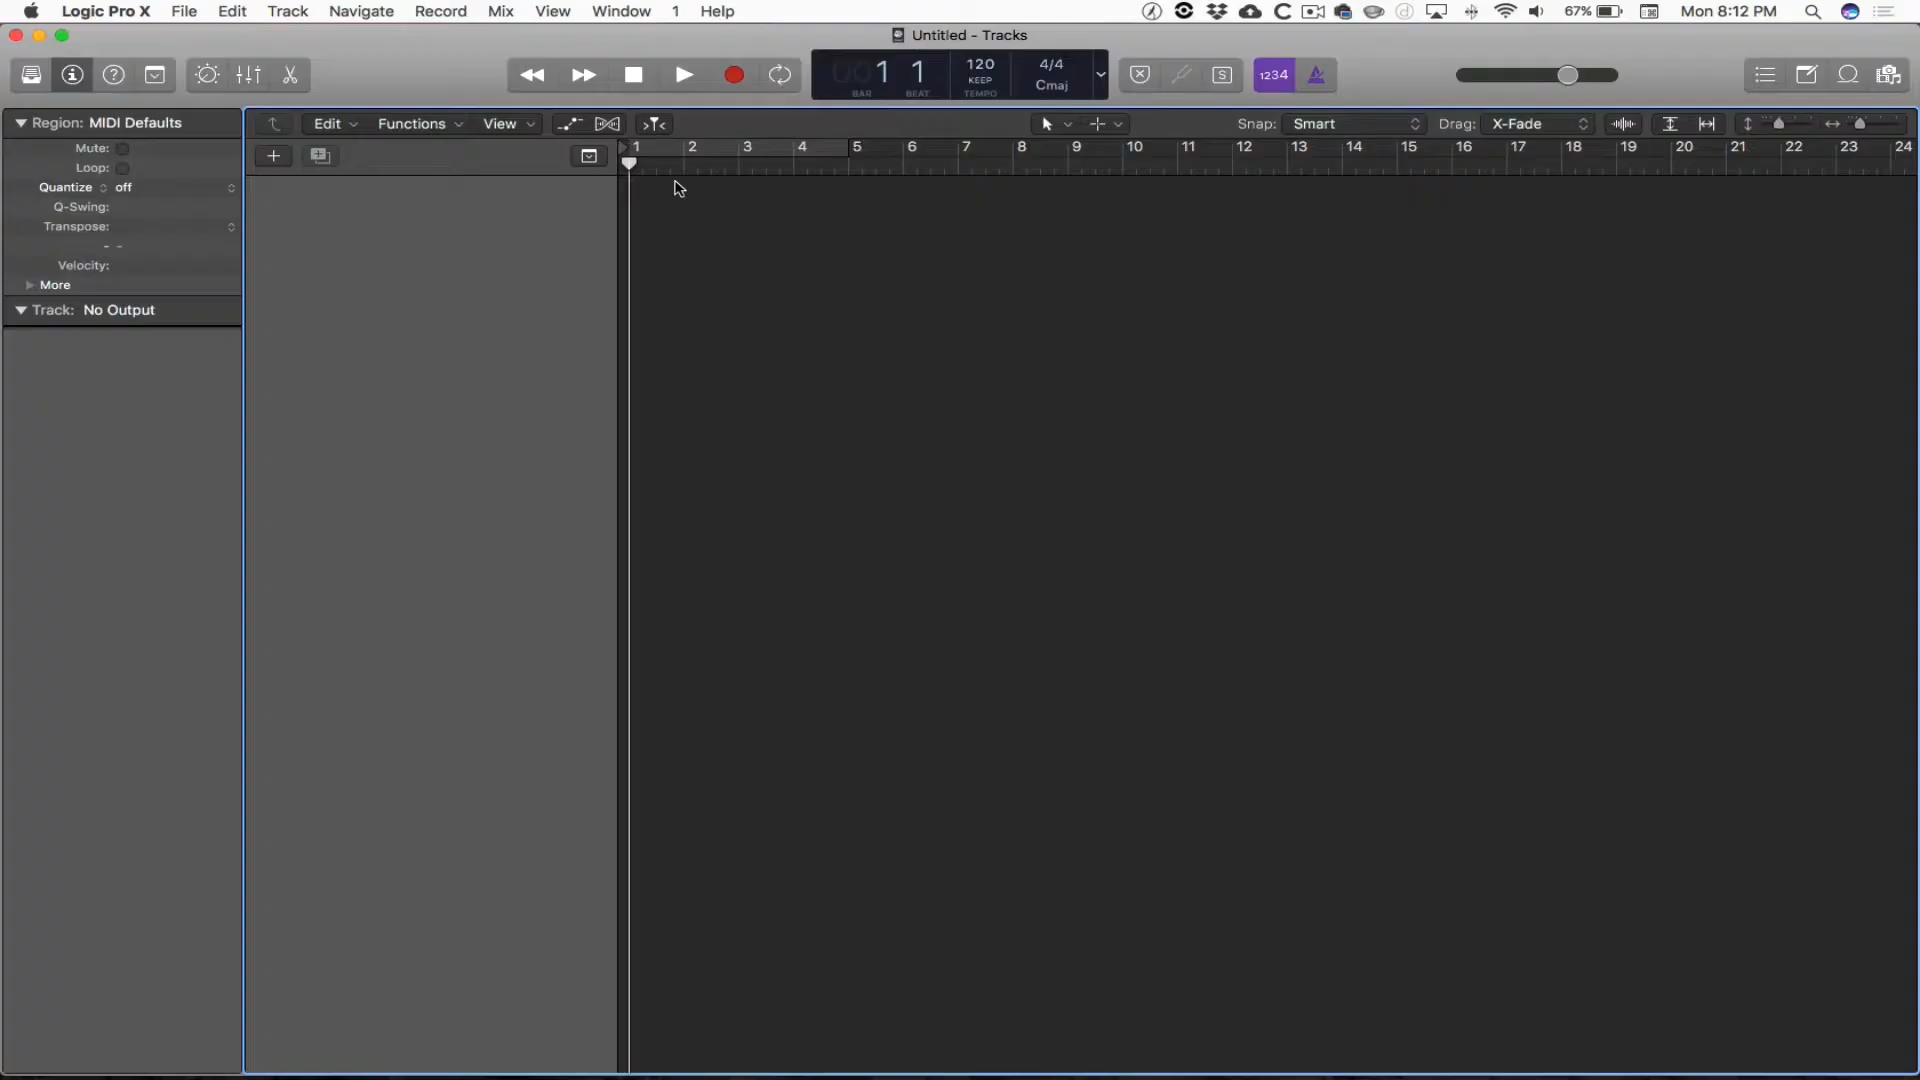 Logic Pro X File Edit Track Navigate Record Mix View Window 1 Help 67% Mon 8:12 PM
Untitled - Tracks
1 1 120 4/4
KEEP Cmaj
BAR BEAT TEMPO
S 1234
Region: MIDI Defaults
Edit Functions View Snap: Smart Drag: X-Fade
Mute:
Loop:
Quantize off
Q-Swing:
Transpose:
- -
Velocity:
More
Track: No Output
1 2 3 4 5 6 7 8 9 10 11 12 13 14 15 16 17 18 19 20 21 22 23 24